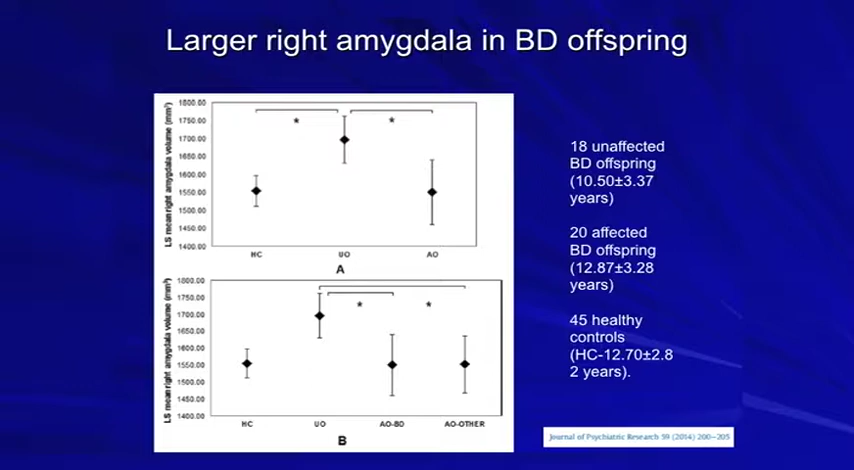 Larger right amygdala in BD offspring
LS mean right amygdala volume (mm³)
1800.00
1750.00
1700.00
1650.00
1600.00
1550.00
1500.00
1450.00
1400.00
*
*
HC
UO
AO
A
LS mean right amygdala volume (mm³)
1800.00
1750.00
1700.00
1650.00
1600.00
1550.00
1500.00
1450.00
1400.00
*
*
HC
UO
AO-BD
AO-OTHER
B
18 unaffected
BD offspring
(10.50±3.37
years)
20 affected
BD offspring
(12.87±3.28
years)
45 healthy
controls
(HC-12.70±2.8
2 years).
Journal of Psychiatric Research 59 (2014) 200–205